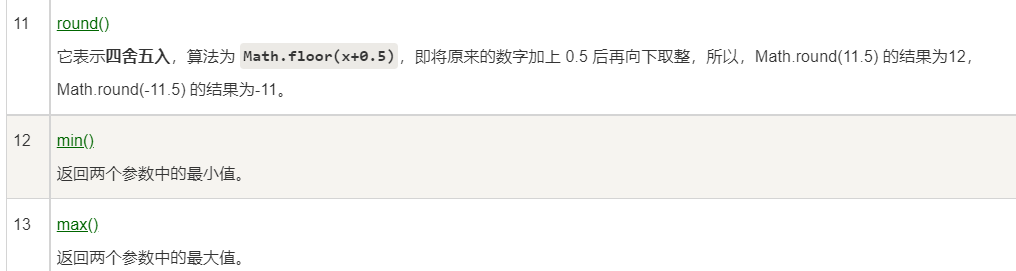 11 round()
它表示四舍五入，算法为 Math.floor(x+0.5)，即将原来的数字加上 0.5 后再向下取整，所以，Math.round(11.5) 的结果为12，
Math.round(-11.5) 的结果为-11。
12 min()
返回两个参数中的最小值。
13 max()
返回两个参数中的最大值。